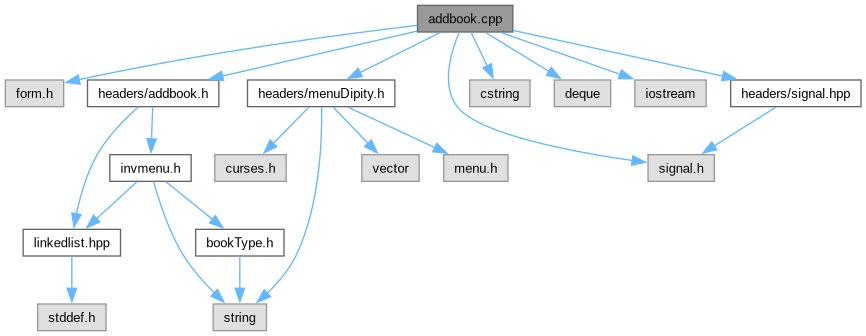 addbook.cpp
form.h
headers/addbook.h
headers/menuDipity.h
cstring
deque
iostream
headers/signal.hpp
invmenu.h
curses.h
vector
menu.h
signal.h
linkedlist.hpp
bookType.h
stddef.h
string